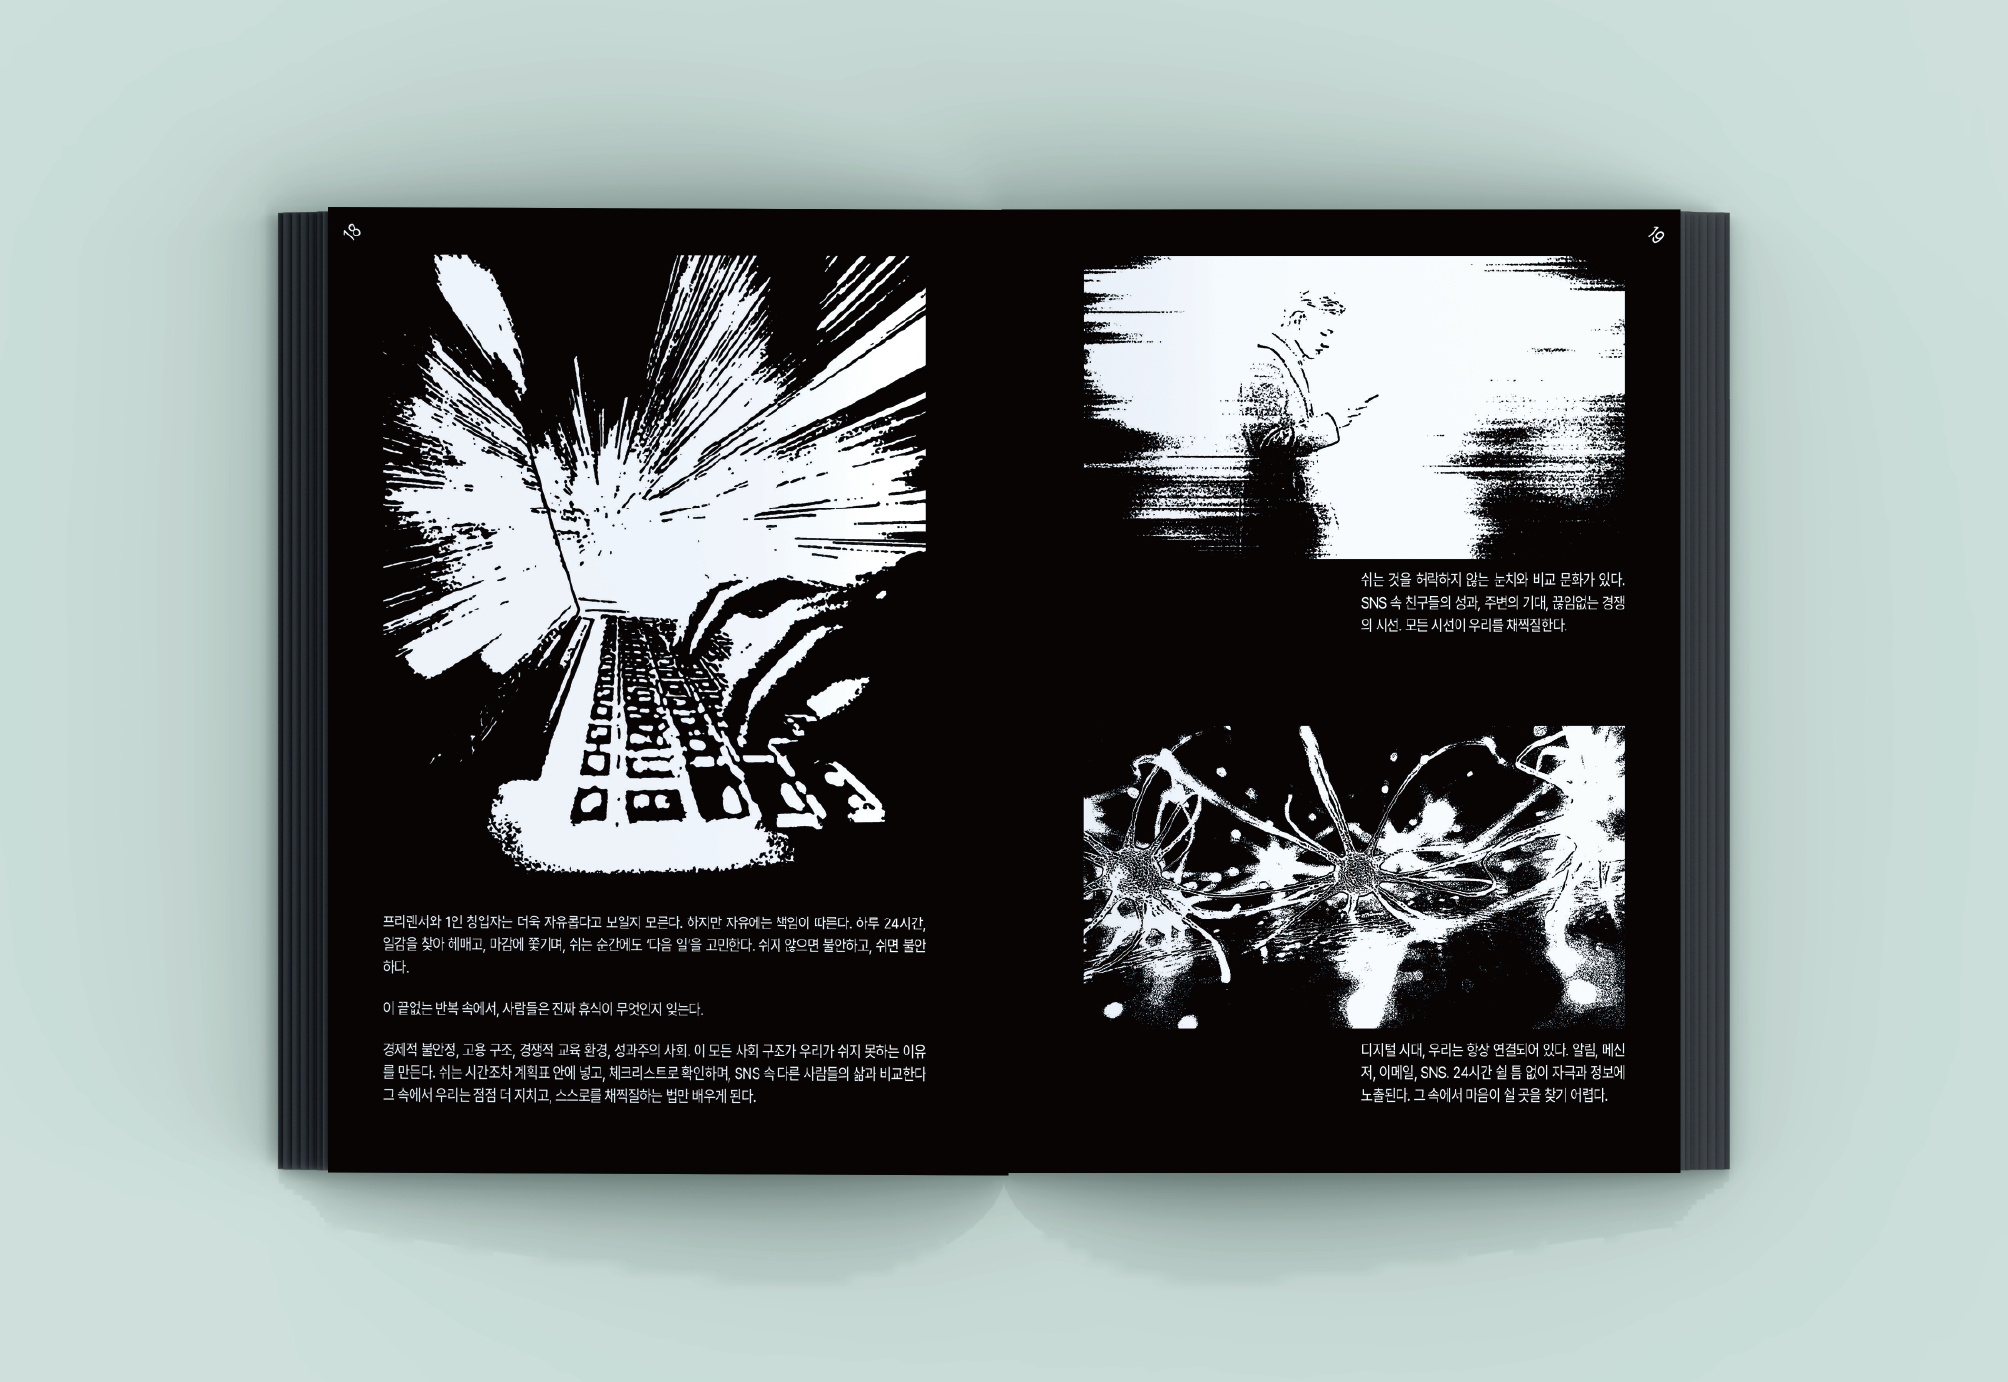 18
프리랜서와 1인 창업자는 더욱 자유롭다고 보일지 모른다. 하지만 자유에는 책임이 따른다. 하루 24시간,
일감을 찾아 헤매고, 마감에 쫓기며, 쉬는 순간에도 ‘다음 일’을 고민한다. 쉬지 않으면 불안하고, 쉬면 불안
하다.
이 끝없는 반복 속에서, 사람들은 진짜 휴식이 무엇인지 잊는다.
경제적 불안정, 고용 구조, 경쟁적 교육 환경, 성과주의 사회. 이 모든 사회 구조가 우리가 쉬지 못하는 이유
를 만든다. 쉬는 시간조차 계획표 안에 넣고, 체크리스트로 확인하며, SNS 속 다른 사람들의 삶과 비교한다
그 속에서 우리는 점점 더 지치고, 스스로를 채찍질하는 법만 배우게 된다.
19
쉬는 것을 허락하지 않는 눈치와 비교 문화가 있다.
SNS 속 친구들의 성과, 주변의 기대, 끊임없는 경쟁
의 시선. 모든 시선이 우리를 채찍질한다.
디지털 시대, 우리는 항상 연결되어 있다. 알림, 메신
저, 이메일, SNS. 24시간 쉴 틈 없이 자극과 정보에
노출된다. 그 속에서 마음이 쉴 곳을 찾기 어렵다.